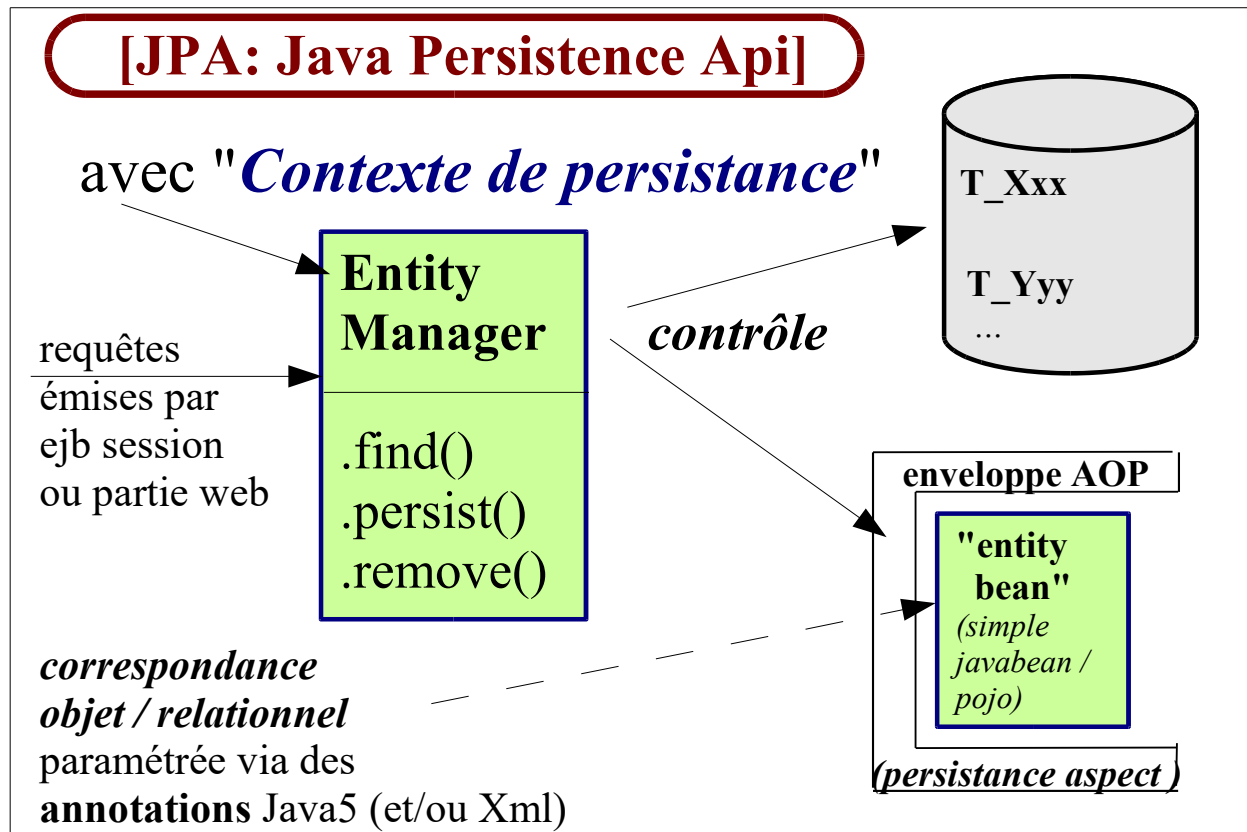 [JPA: Java Persistence Api]
avec "Contexte de persistance"
T_Xxx
T_Yyy
...
Entity
Manager
.find()
.persist()
.remove()
contrôle
requêtes
émises par
ejb session
ou partie web
enveloppe AOP
"entity
bean"
(simple
javabean /
pojo)
(persistance aspect )
correspondance
objet / relationnel
paramétrée via des
annotations Java5 (et/ou Xml)